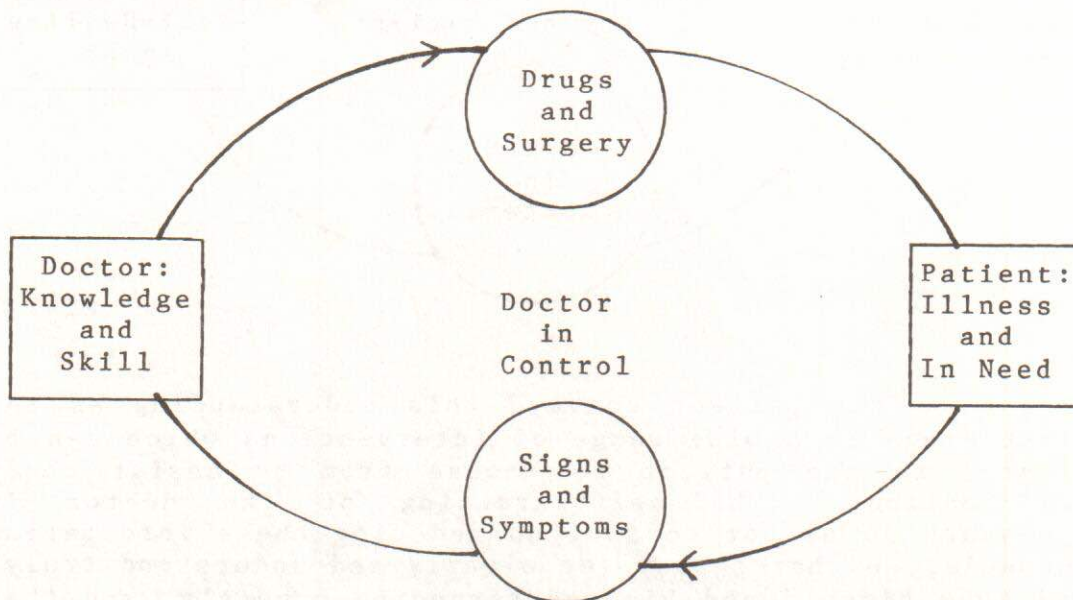 Drugs
and
Surgery
Doctor:
Knowledge
and
Skill
Doctor
in
Control
Patient:
Illness
and
In Need
Signs
and
Symptoms